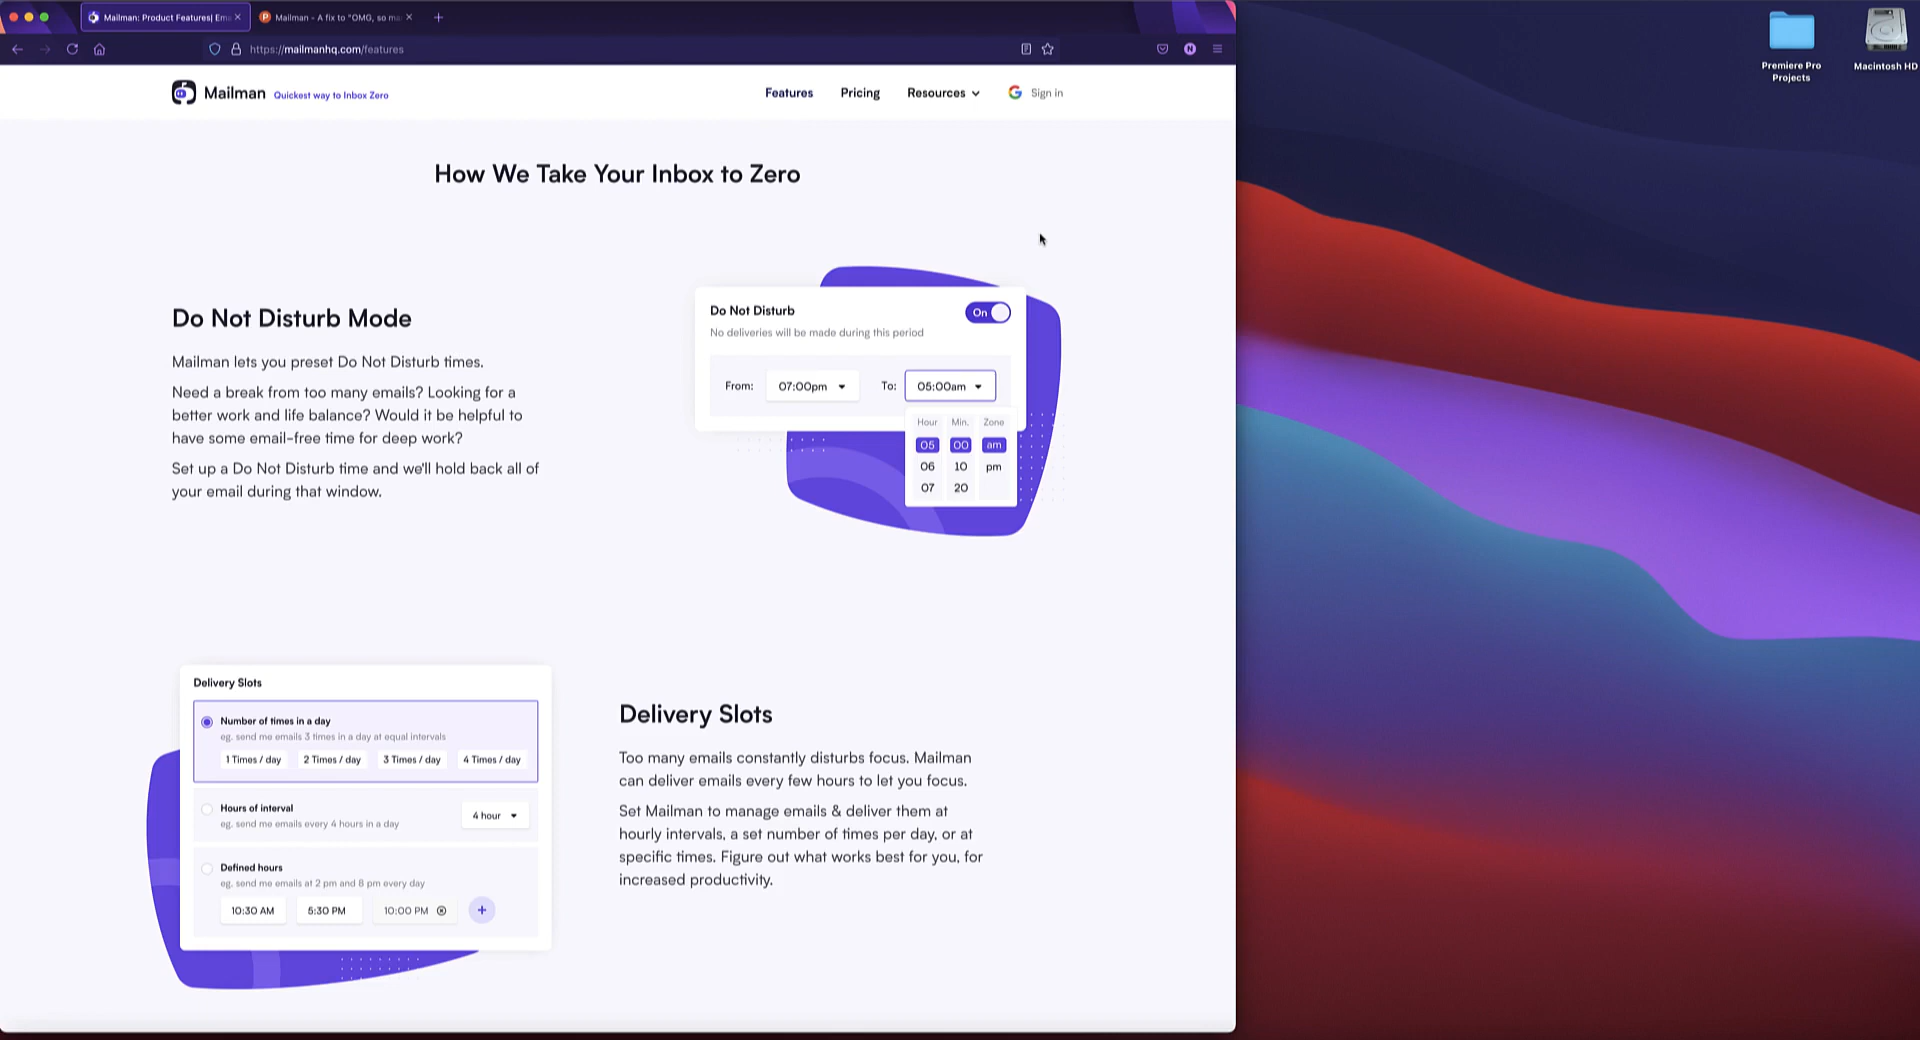 Mailman: Product Features| Em
Mailman - A fix to "OMG, so m
https://mailmanhq.com/features
N
Mailman Quickest way to Inbox Zero
Features Pricing Resources Sign in
How We Take Your Inbox to Zero
Do Not Disturb Mode
Mailman lets you preset Do Not Disturb times.
Need a break from too many emails? Looking for a
better work and life balance? Would it be helpful to
have some email-free time for deep work?
Set up a Do Not Disturb time and we'll hold back all of
your email during that window.
Do Not Disturb
On
No deliveries will be made during this period
From: 07:00pm To: 05:00am
Hour Min. Zone
05 00 am
06 10 pm
07 20
Delivery Slots
Number of times in a day
eg. send me emails 3 times in a day at equal intervals
1 Times / day 2 Times / day 3 Times / day 4 Times / day
Hours of interval
eg. send me emails every 4 hours in a day
4 hour
Defined hours
eg. send me emails at 2 pm and 8 pm every day
10:30 AM 5:30 PM 10:00 PM
Delivery Slots
Too many emails constantly disturbs focus. Mailman
can deliver emails every few hours to let you focus.
Set Mailman to manage emails & deliver them at
hourly intervals, a set number of times per day, or at
specific times. Figure out what works best for you, for
increased productivity.
Premiere Pro
Projects
Macintosh HD